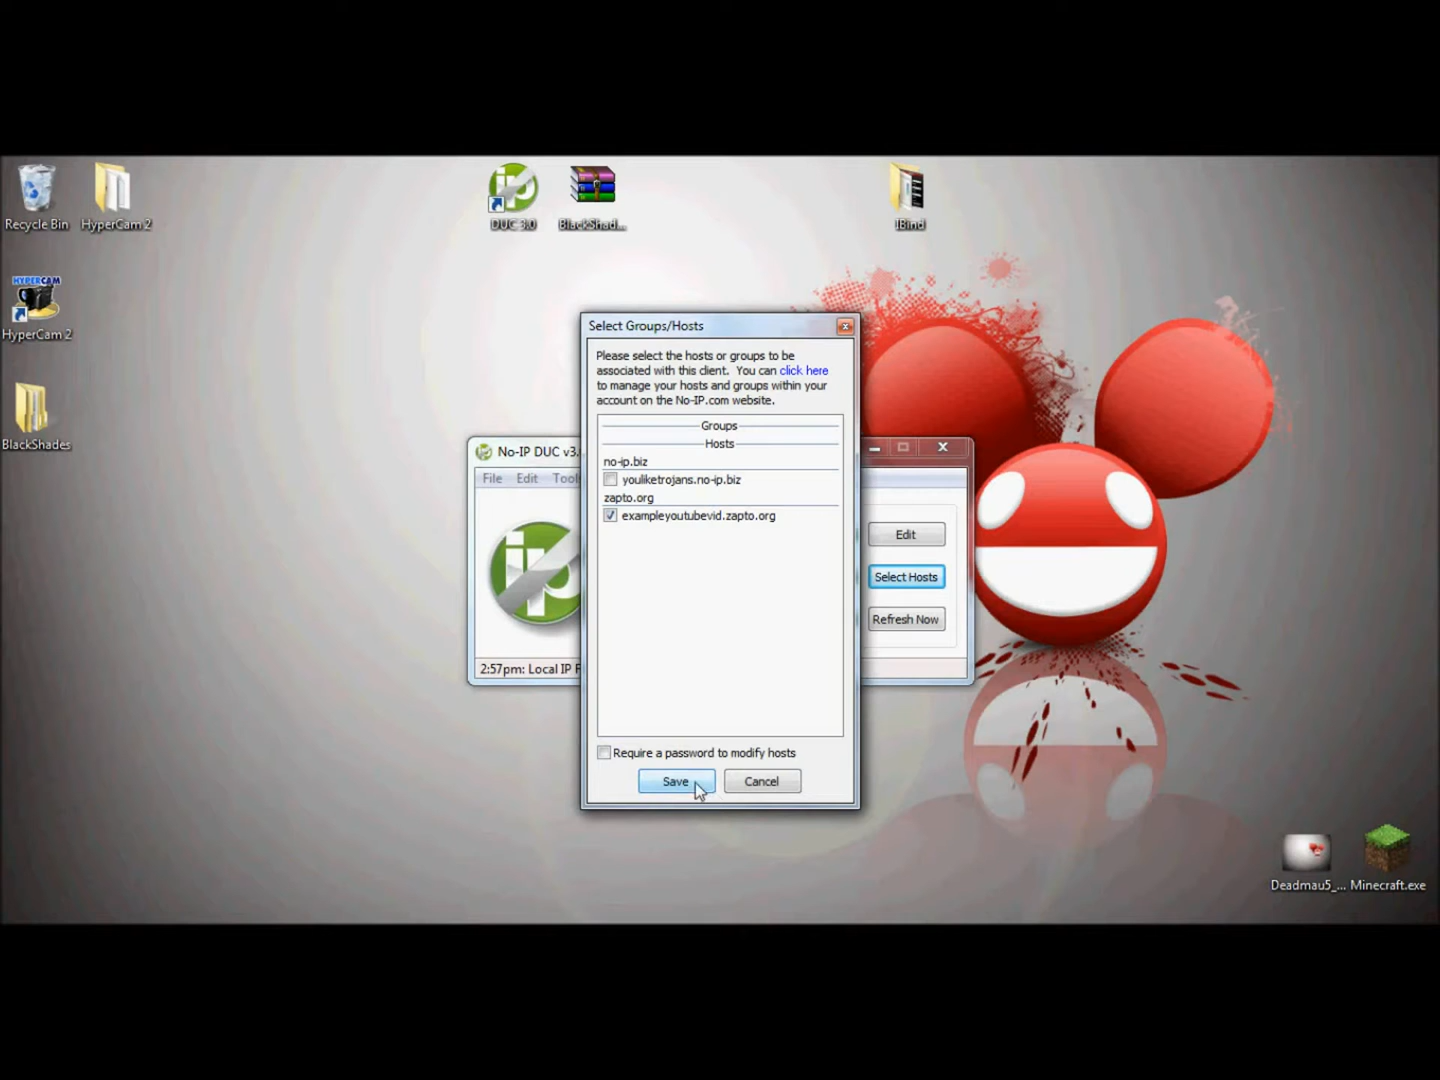 Recycle Bin
HyperCam 2
DUC 3.0
BlackShad...
IBind
HYPERCAM
HyperCam 2
BlackShades
Select Groups/Hosts
Please select the hosts or groups to be
associated with this client. You can click here
to manage your hosts and groups within your
account on the No-IP.com website.
Groups
Hosts
no-ip.biz
youliketrojans.no-ip.biz
zapto.org
exampleyoutubevid.zapto.org
Require a password to modify hosts
Save
Cancel
No-IP DUC v3.
File
Edit
Tool
ip
2:57pm: Local IP
Edit
Select Hosts
Refresh Now
Deadmau5_...
Minecraft.exe